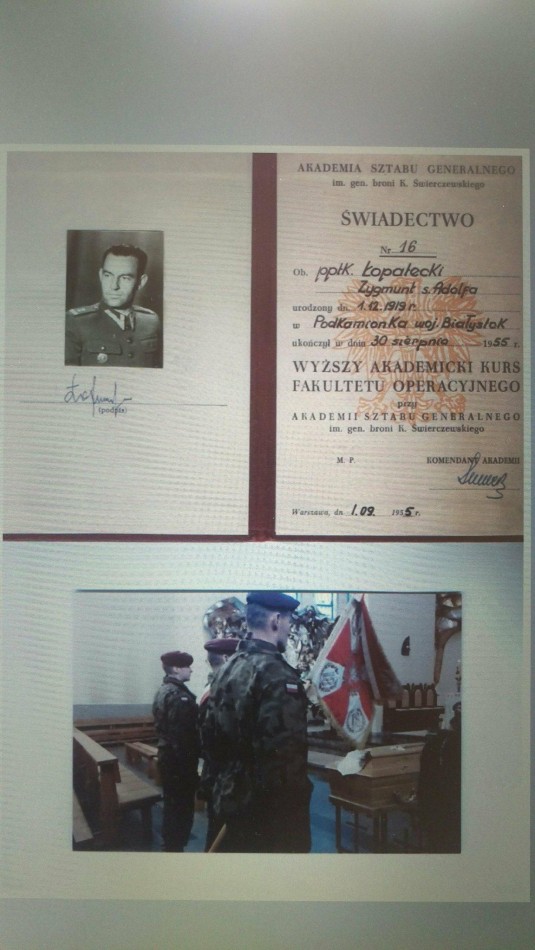 (podpis)
AKADEMIA SZTABU GENERALNEGO
im. gen. broni K. Świerczewskiego
ŚWIADECTWO
Nr 16
Ob. ppłk. Łopatecki
Zygmunt s. Adolfa
urodzony dn. 1.12.1919 r.
w Podkamionka woj. Białystok
ukończył w dniu 30 sierpnia 1955 r.
WYŻSZY AKADEMICKI KURS
FAKULTETU OPERACYJNEGO
przy
AKADEMII SZTABU GENERALNEGO
im. gen. broni K. Świerczewskiego
M. P. KOMENDANT AKADEMII
Warszawa, dn. 1.09. 1955 r.